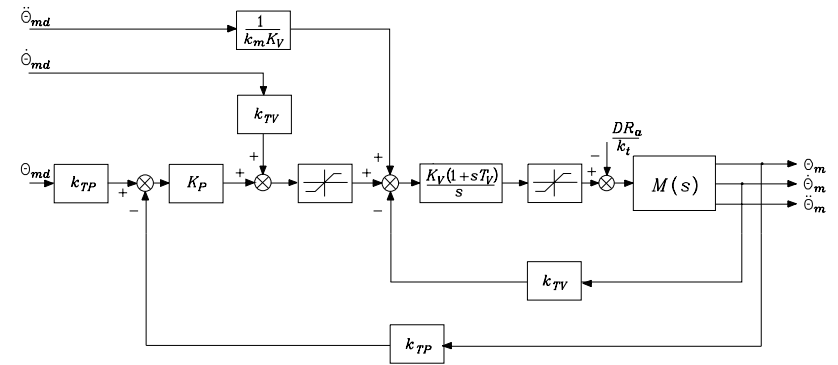 Θ̈md
1
kmKV
Θ̇md
kTV
DRa
kt
+
+
−
+
−
+
Θmd
kTP
+
KP
+
+
KV(1+sTV)
s
M(s)
Θm
Θ̇m
Θ̈m
−
−
kTV
kTP